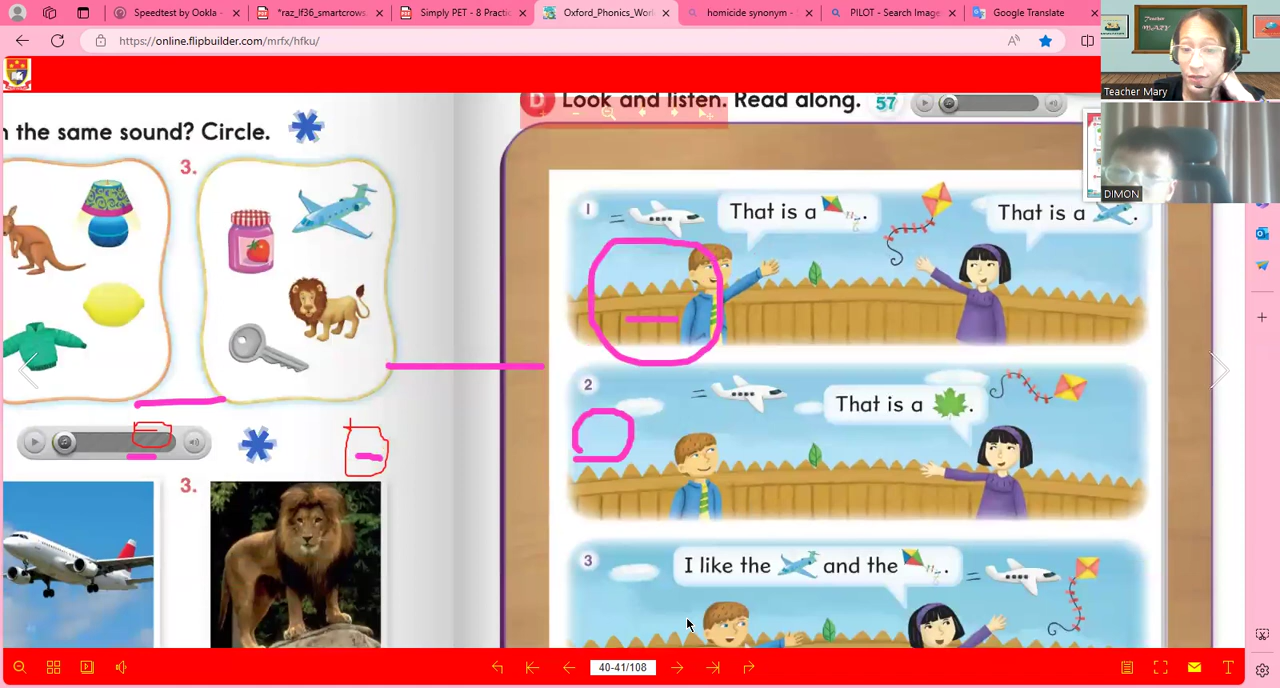 Speedtest by Ookla -
*raz_lf36_smartcrows.
Simply PET - 8 Practic
Oxford_Phonics_Worl
homicide synonym -
PILOT - Search Image
Google Translate
https://online.flipbuilder.com/mrfx/hfku/
Teacher Mary
DIMON
n the same sound? Circle.
3.
3.
D Look and listen. Read along. 57
1
That is a .
That is a .
2
That is a .
3
I like the and the .
40-41/108